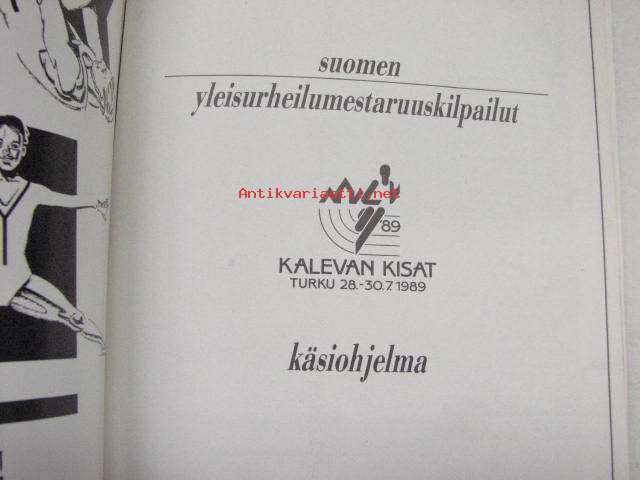 suomen
yleisurheilumestaruuskilpailut
Antikvariaatti.net
'89
KALEVAN KISAT
TURKU 28.-30.7.1989
käsiohjelma